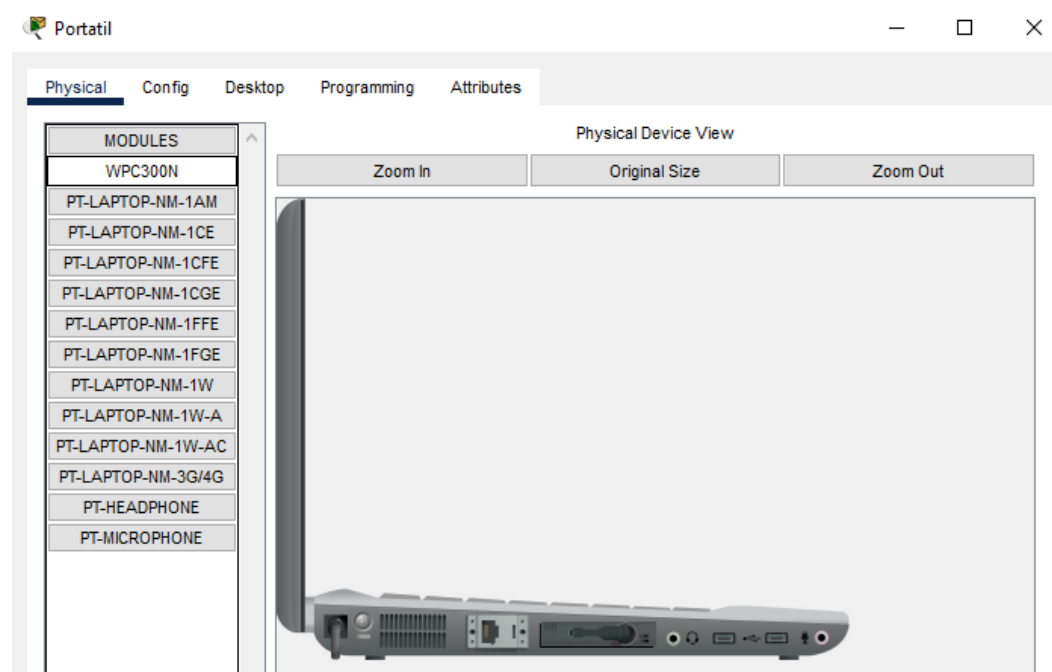 Portatil
Physical Config Desktop Programming Attributes
MODULES
WPC300N
PT-LAPTOP-NM-1AM
PT-LAPTOP-NM-1CE
PT-LAPTOP-NM-1CFE
PT-LAPTOP-NM-1CGE
PT-LAPTOP-NM-1FFE
PT-LAPTOP-NM-1FGE
PT-LAPTOP-NM-1W
PT-LAPTOP-NM-1W-A
PT-LAPTOP-NM-1W-AC
PT-LAPTOP-NM-3G/4G
PT-HEADPHONE
PT-MICROPHONE
Physical Device View
Zoom In Original Size Zoom Out